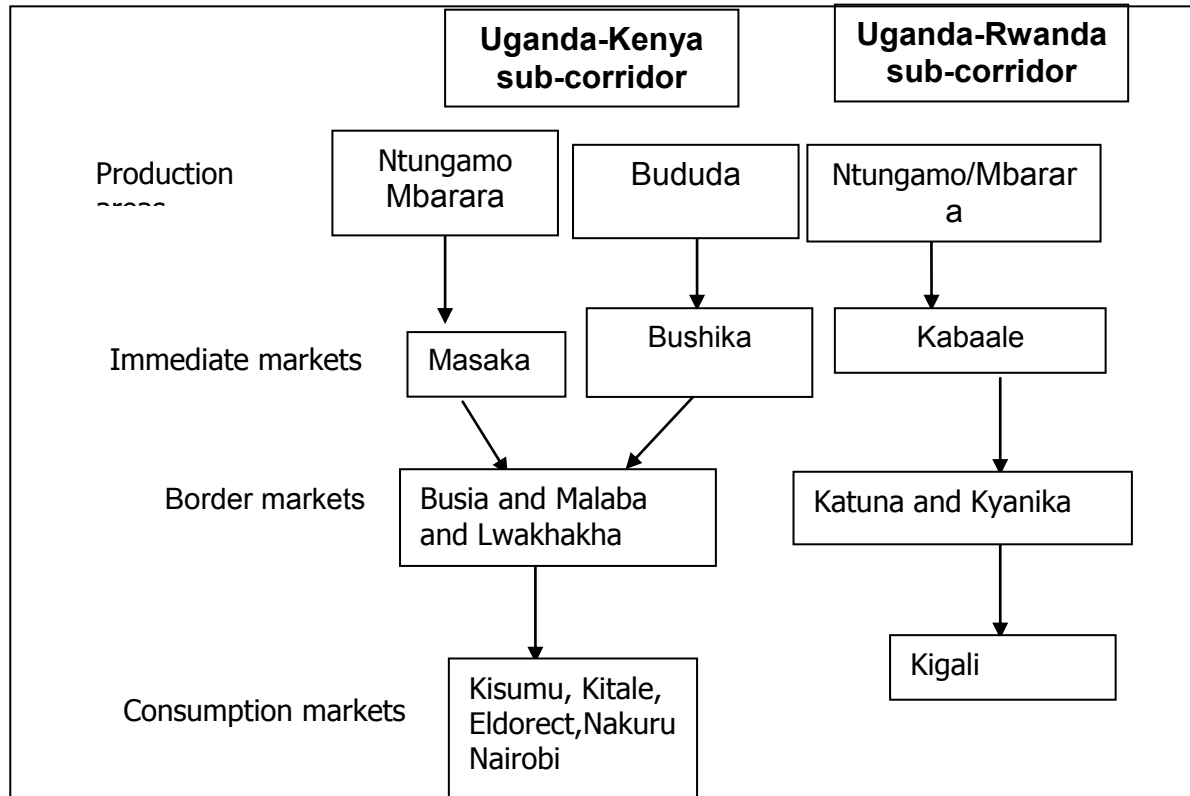 Uganda-Kenya
sub-corridor
Uganda-Rwanda
sub-corridor
Production
areas
Ntungamo
Mbarara
Bududa
Ntungamo/Mbarar
a
Immediate markets
Masaka
Bushika
Kabaale
Border markets
Busia and Malaba
and Lwakhakha
Katuna and Kyanika
Consumption markets
Kisumu, Kitale,
Eldorect,Nakuru
Nairobi
Kigali